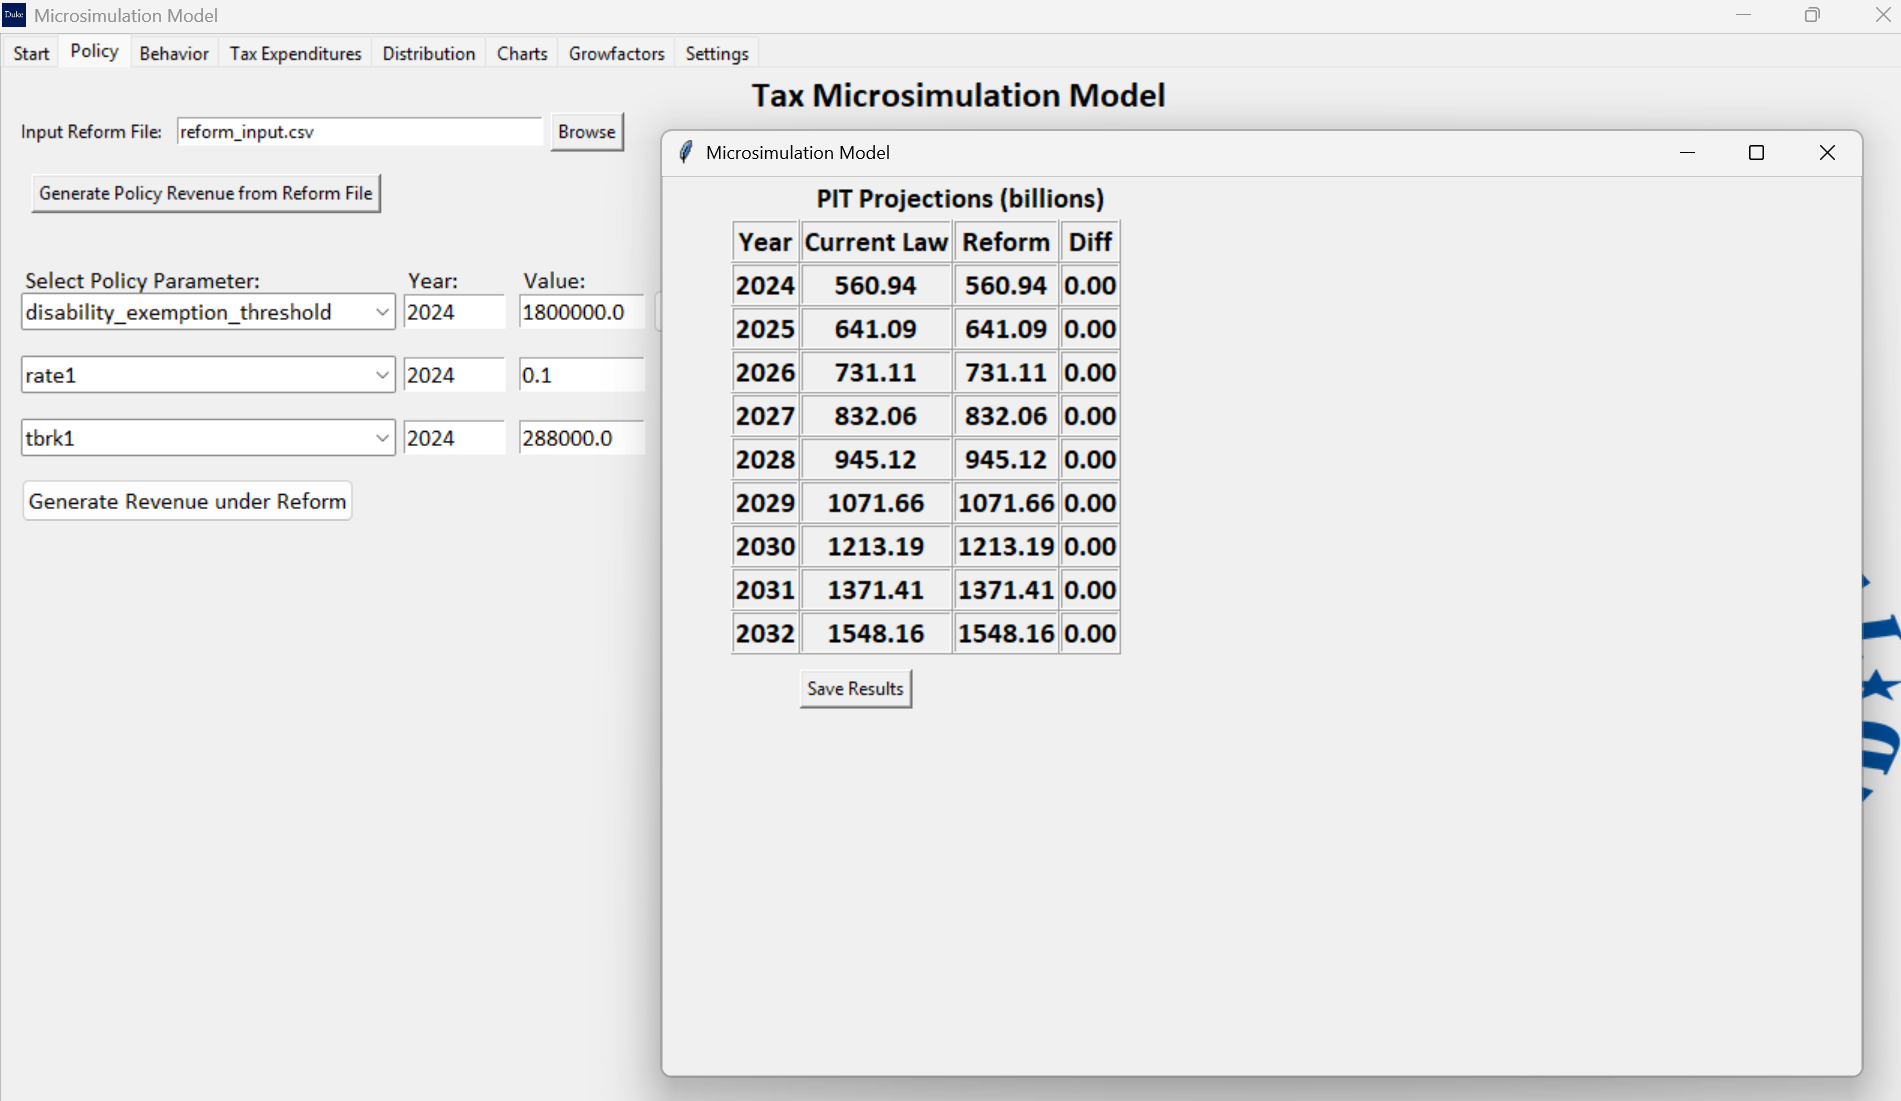 Duke Microsimulation Model
Start Policy Behavior Tax Expenditures Distribution Charts Growfactors Settings
Tax Microsimulation Model
Input Reform File: reform_input.csv Browse
Generate Policy Revenue from Reform File
Select Policy Parameter: Year: Value:
disability_exemption_threshold 2024 1800000.0
rate1 2024 0.1
tbrk1 2024 288000.0
Generate Revenue under Reform
Microsimulation Model
PIT Projections (billions)
Year Current Law Reform Diff
2024 560.94 560.94 0.00
2025 641.09 641.09 0.00
2026 731.11 731.11 0.00
2027 832.06 832.06 0.00
2028 945.12 945.12 0.00
2029 1071.66 1071.66 0.00
2030 1213.19 1213.19 0.00
2031 1371.41 1371.41 0.00
2032 1548.16 1548.16 0.00
Save Results